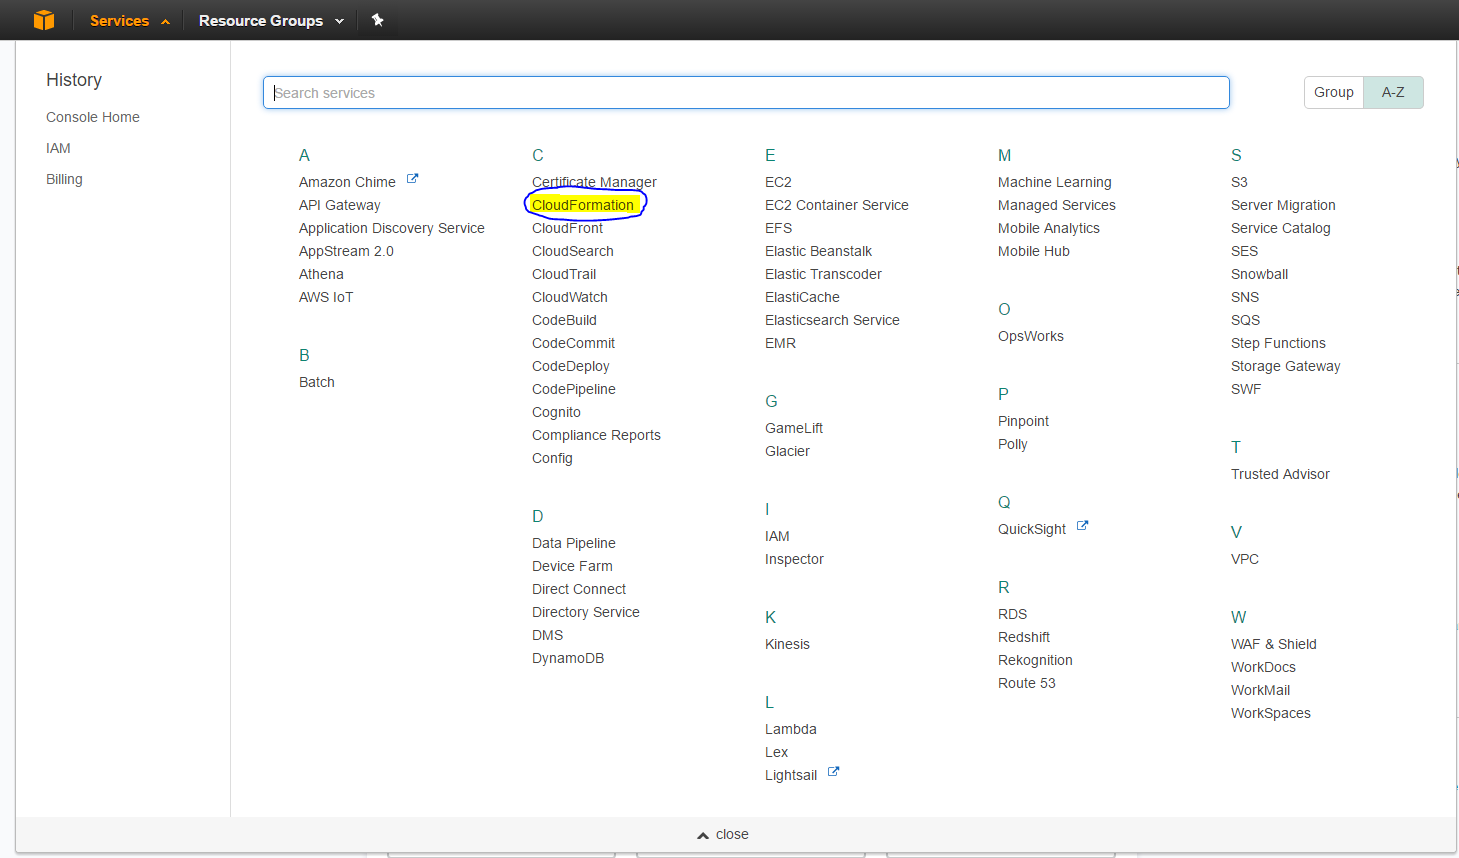 Services
Resource Groups
History
Console Home
IAM
Billing
Search services
Group
A-Z
A
Amazon Chime
API Gateway
Application Discovery Service
AppStream 2.0
Athena
AWS IoT
B
Batch
C
Certificate Manager
CloudFormation
CloudFront
CloudSearch
CloudTrail
CloudWatch
CodeBuild
CodeCommit
CodeDeploy
CodePipeline
Cognito
Compliance Reports
Config
D
Data Pipeline
Device Farm
Direct Connect
Directory Service
DMS
DynamoDB
E
EC2
EC2 Container Service
EFS
Elastic Beanstalk
Elastic Transcoder
ElastiCache
Elasticsearch Service
EMR
G
GameLift
Glacier
I
IAM
Inspector
K
Kinesis
L
Lambda
Lex
Lightsail
M
Machine Learning
Managed Services
Mobile Analytics
Mobile Hub
O
OpsWorks
P
Pinpoint
Polly
Q
QuickSight
R
RDS
Redshift
Rekognition
Route 53
S
S3
Server Migration
Service Catalog
SES
Snowball
SNS
SQS
Step Functions
Storage Gateway
SWF
T
Trusted Advisor
V
VPC
W
WAF & Shield
WorkDocs
WorkMail
WorkSpaces
close